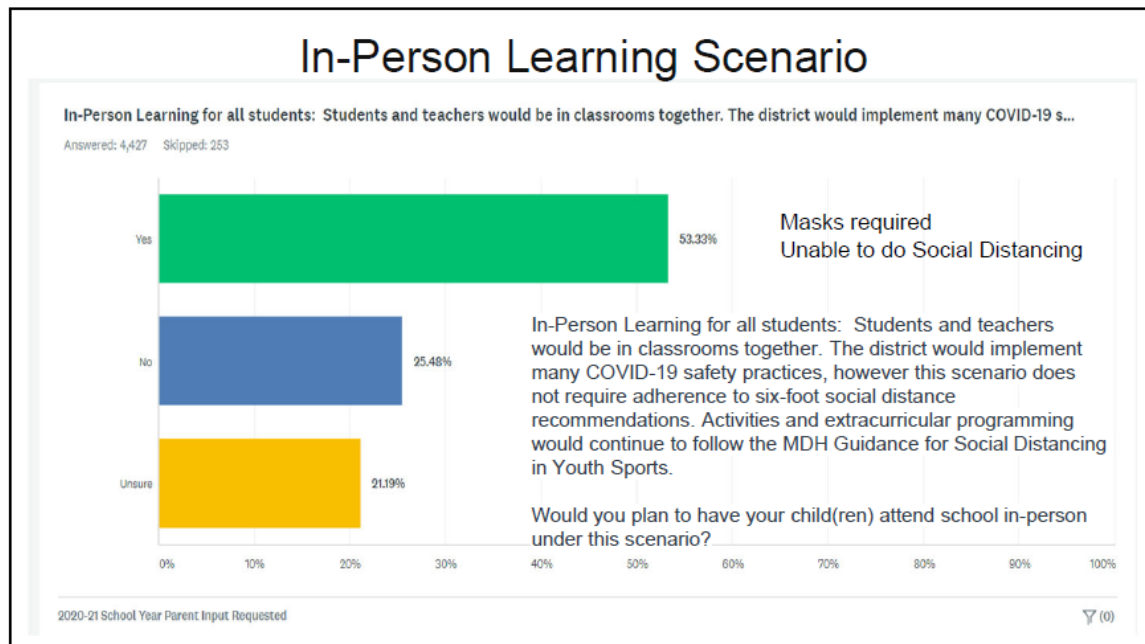 In-Person Learning Scenario
In-Person Learning for all students: Students and teachers would be in classrooms together. The district would implement many COVID-19 s...
Answered: 4,427 Skipped: 253
Yes
53.33%
Masks required
Unable to do Social Distancing
No
25.48%
In-Person Learning for all students: Students and teachers
would be in classrooms together. The district would implement
many COVID-19 safety practices, however this scenario does
not require adherence to six-foot social distance
recommendations. Activities and extracurricular programming
would continue to follow the MDH Guidance for Social Distancing
in Youth Sports.
Unsure
21.19%
Would you plan to have your child(ren) attend school in-person
under this scenario?
0% 10% 20% 30% 40% 50% 60% 70% 80% 90% 100%
2020-21 School Year Parent Input Requested
(0)